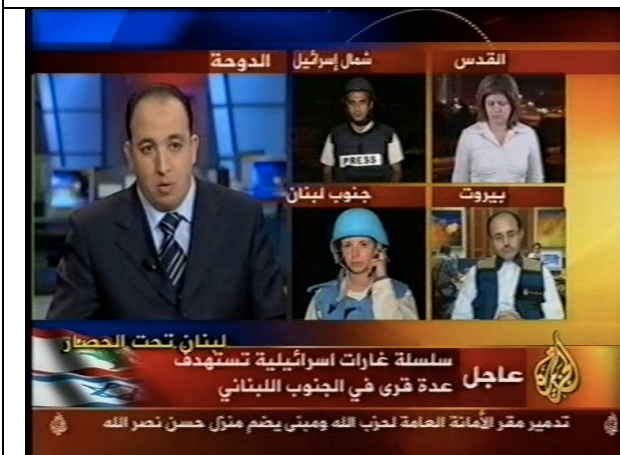 القدس
شمال إسرائيل
الدوحة
PRESS
بيروت
جنوب لبنان
لبنان تحت الحصار
عاجل
سلسلة غارات اسرائيلية تستهدف
عدة قرى في الجنوب اللبناني
الجزيرة
تدمير مقر الأمانة العامة لحزب الله ومبنى يضم منزل حسن نصر الله